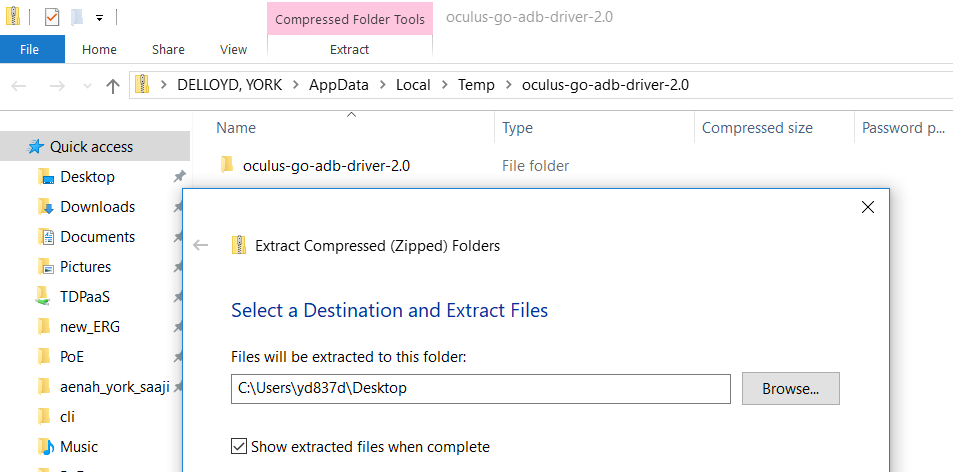 Compressed Folder Tools
oculus-go-adb-driver-2.0
File
Home
Share
View
Extract
DELLOYD, YORK > AppData > Local > Temp > oculus-go-adb-driver-2.0
Name
Type
Compressed size
Password p...
Quick access
oculus-go-adb-driver-2.0
File folder
Desktop
Downloads
Documents
Pictures
TDPaaS
new_ERG
PoE
aenah_york_saaji
cli
Music
Extract Compressed (Zipped) Folders
Select a Destination and Extract Files
Files will be extracted to this folder:
C:\Users\yd837d\Desktop
Browse...
Show extracted files when complete